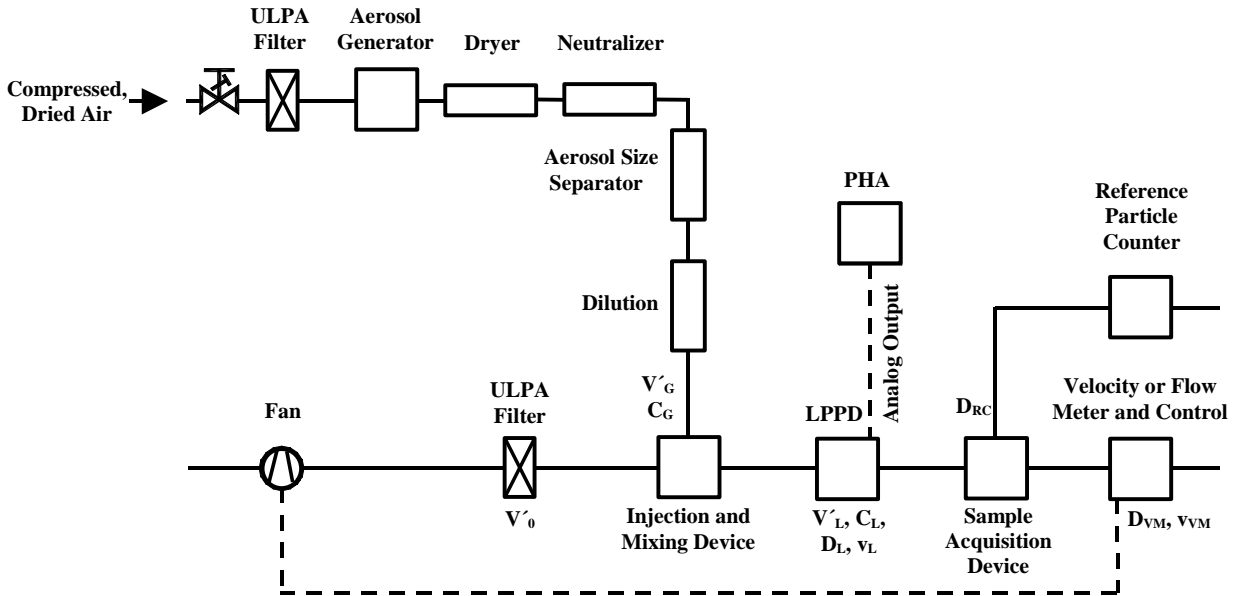 ULPA
Filter
Aerosol
Generator
Dryer
Neutralizer
Compressed,
Dried Air
Aerosol Size
Separator
PHA
Reference
Particle
Counter
Dilution
Analog Output
V´G
CG
ULPA
Filter
Fan
LPPD
DRC
Velocity or Flow
Meter and Control
V´0
Injection and
Mixing Device
V´L, CL,
DL, vL
Sample
Acquisition
Device
DVM, vVM